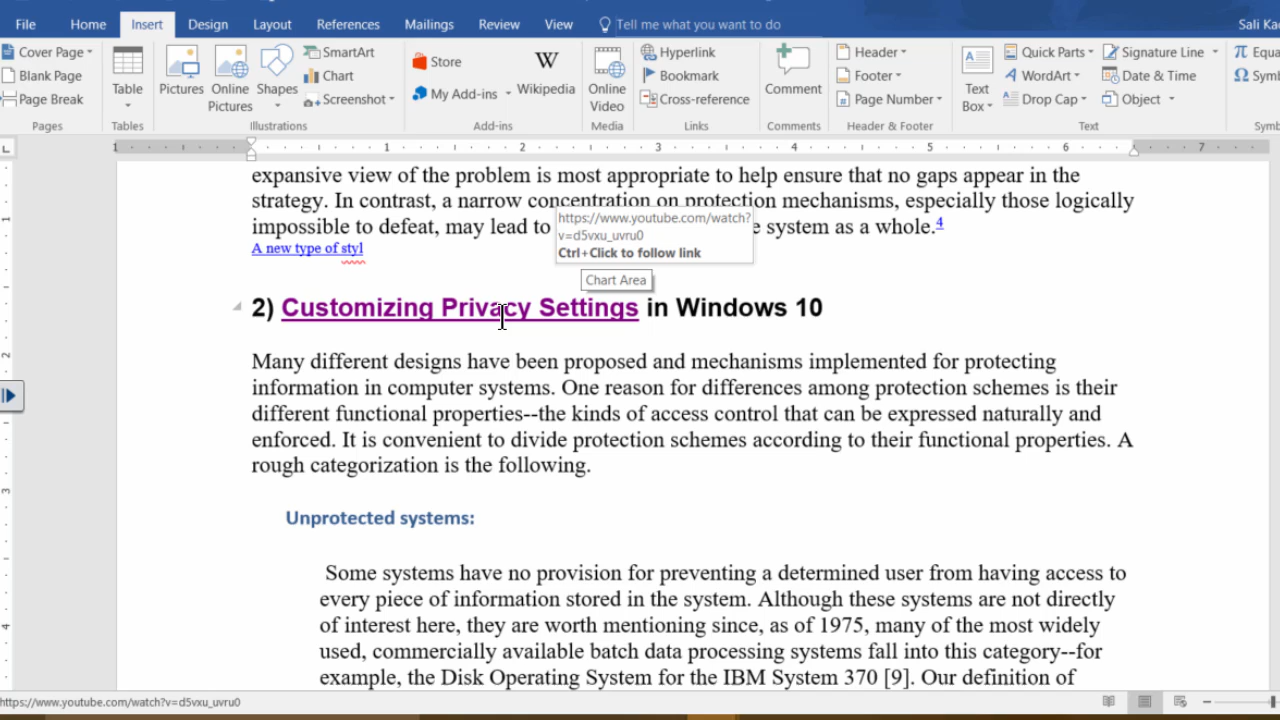 File Home Insert Design Layout References Mailings Review View Tell me what you want to do
Cover Page
Blank Page
Page Break
Pages
Table
Tables
Pictures
Online Pictures
Shapes
SmartArt
Chart
Screenshot
Illustrations
Store
My Add-ins
W
Wikipedia
Add-ins
Online Video
Media
Hyperlink
Bookmark
Cross-reference
Links
Comment
Comments
Header
Footer
Page Number
Header & Footer
Text Box
Quick Parts
WordArt
Drop Cap
Signature Line
Date & Time
Object
Text
1 1 2 3 4 5 6 7
expansive view of the problem is most appropriate to help ensure that no gaps appear in the
strategy. In contrast, a narrow concentration on protection mechanisms, especially those logically
impossible to defeat, may lead to
e system as a whole.4
https://www.youtube.com/watch?
v=d5vxu_uvru0
Ctrl+Click to follow link
A new type of styl
Chart Area
2) Customizing Privacy Settings in Windows 10
Many different designs have been proposed and mechanisms implemented for protecting
information in computer systems. One reason for differences among protection schemes is their
different functional properties--the kinds of access control that can be expressed naturally and
enforced. It is convenient to divide protection schemes according to their functional properties. A
rough categorization is the following.
Unprotected systems:
Some systems have no provision for preventing a determined user from having access to
every piece of information stored in the system. Although these systems are not directly
of interest here, they are worth mentioning since, as of 1975, many of the most widely
used, commercially available batch data processing systems fall into this category--for
example, the Disk Operating System for the IBM System 370 [9]. Our definition of
1
2
3
4
https://www.youtube.com/watch?v=d5vxu_uvru0